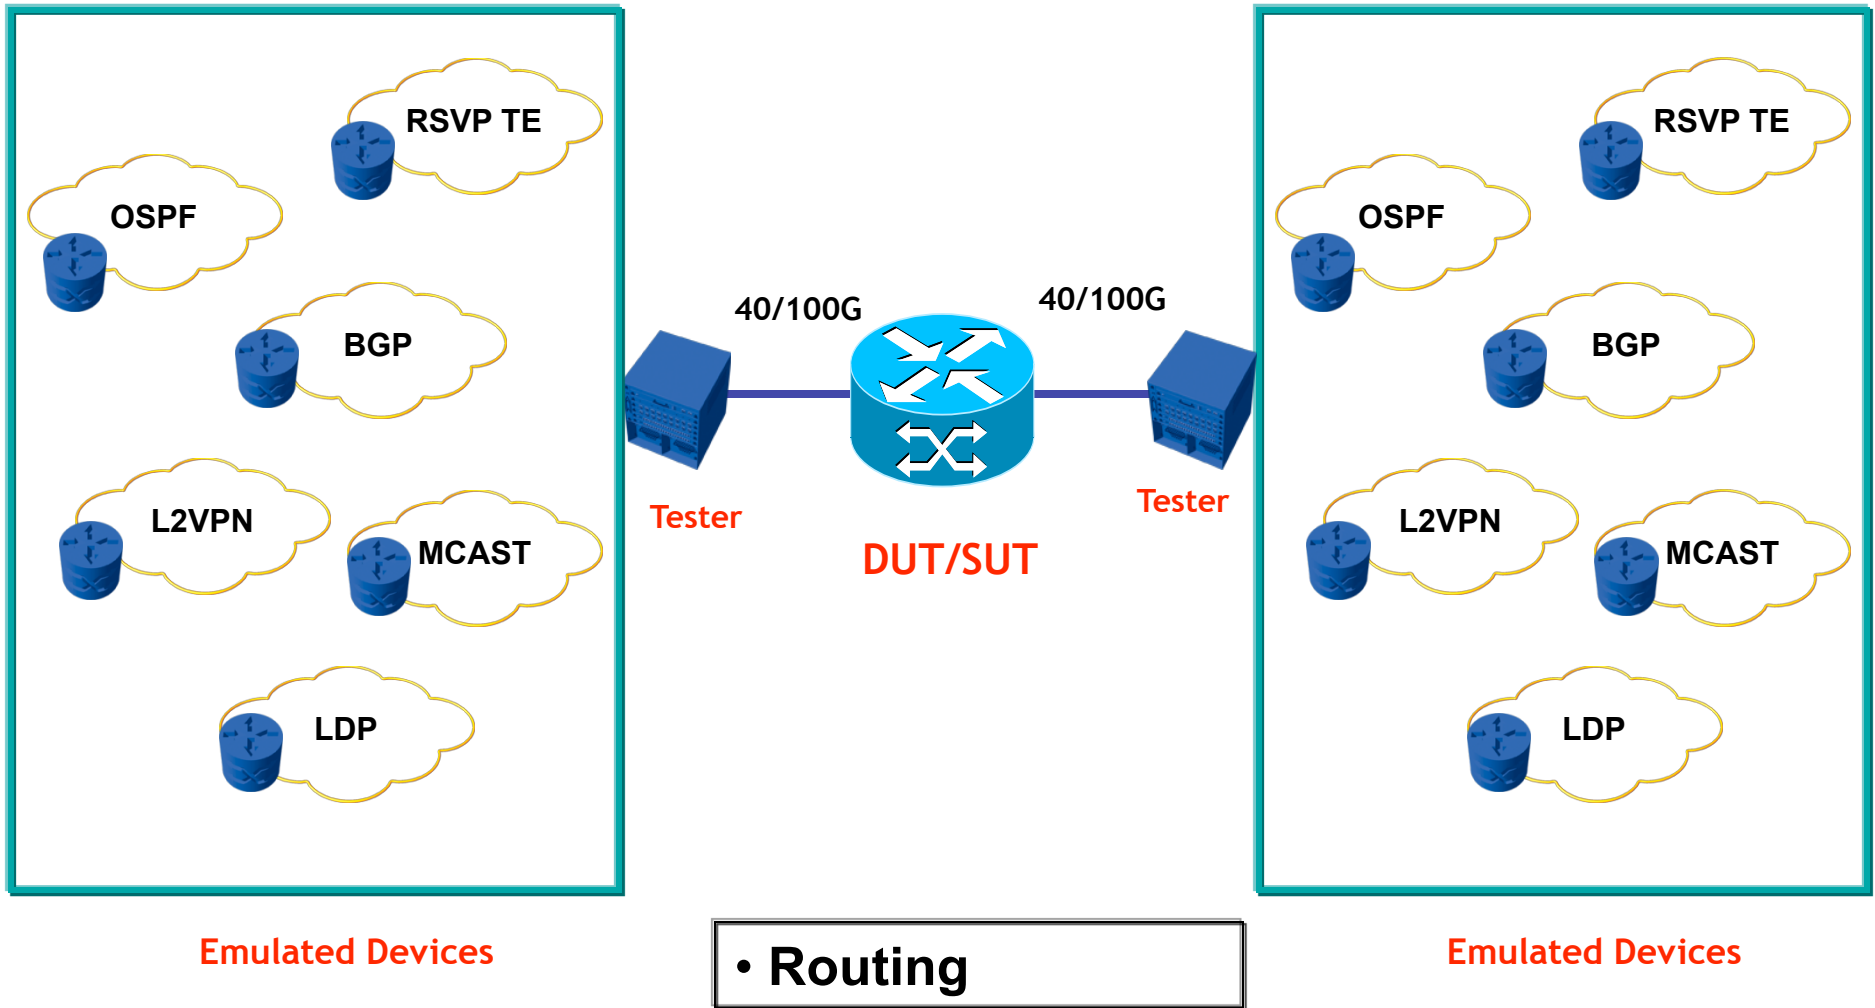 RSVP TE
OSPF
BGP
L2VPN
MCAST
LDP
Emulated Devices
40/100G
40/100G
Tester
Tester
DUT/SUT
• Routing
RSVP TE
OSPF
BGP
L2VPN
MCAST
LDP
Emulated Devices